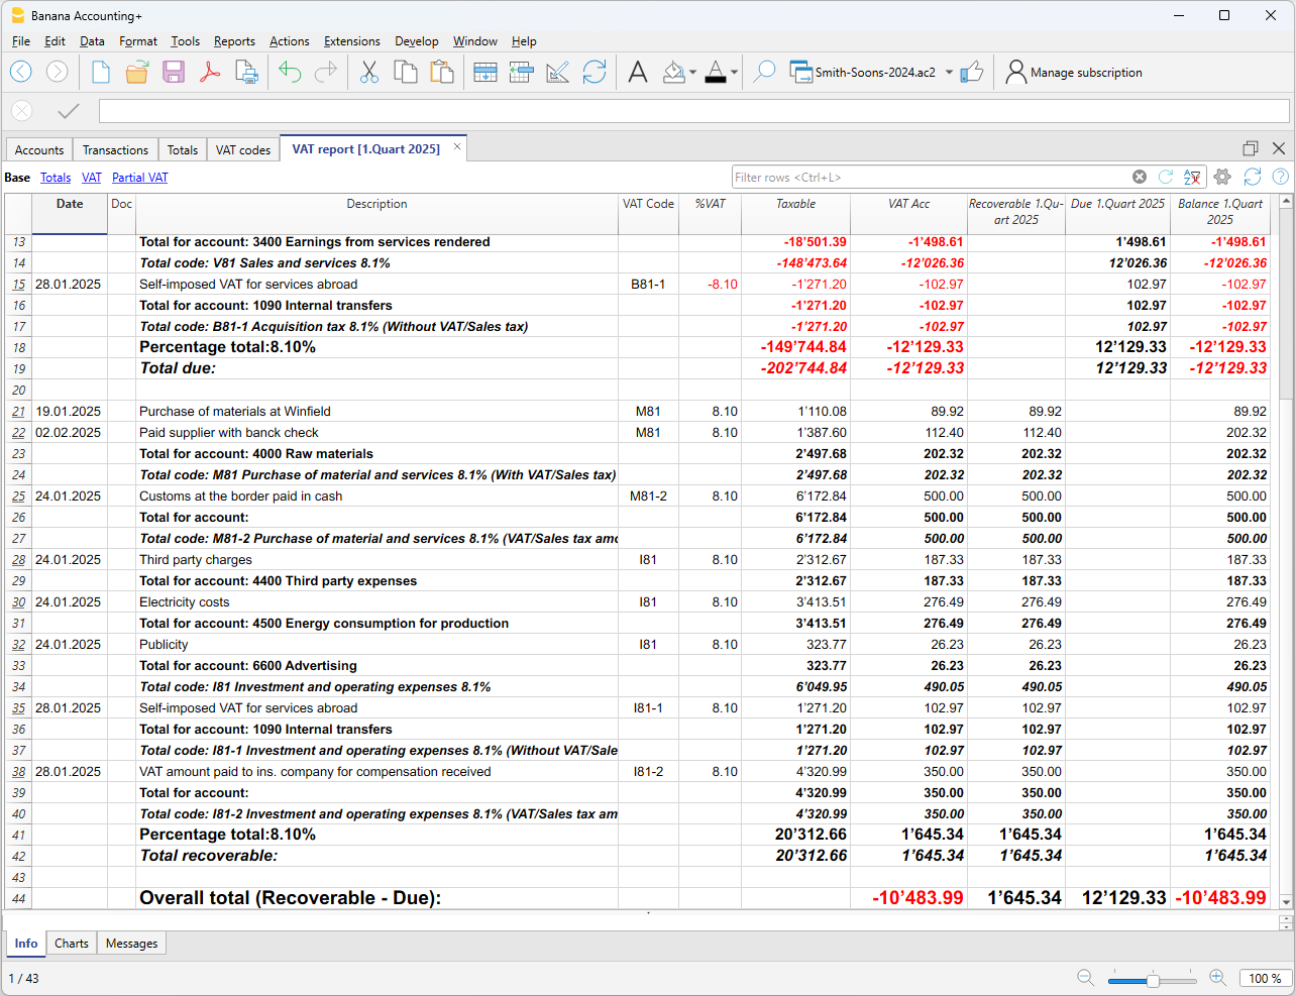 Banana Accounting+
File Edit Data Format Tools Reports Actions Extensions Develop Window Help
Smith-Soons-2024.ac2 Manage subscription
Accounts Transactions Totals VAT codes VAT report [1.Quart 2025]
Base Totals VAT Partial VAT Filter rows <Ctrl+L>
Date Doc Description VAT Code %VAT Taxable VAT Acc Recoverable 1.Qu- Due 1.Quart 2025 Balance 1.Quart
art 2025 2025
13 Total for account: 3400 Earnings from services rendered -18’501.39 -1’498.61 1’498.61 -1’498.61
14 Total code: V81 Sales and services 8.1% -148’473.64 -12’026.36 12’026.36 -12’026.36
15 28.01.2025 Self-imposed VAT for services abroad B81-1 -8.10 -1’271.20 -102.97 102.97 -102.97
16 Total for account: 1090 Internal transfers -1’271.20 -102.97 102.97 -102.97
17 Total code: B81-1 Acquisition tax 8.1% (Without VAT/Sales tax) -1’271.20 -102.97 102.97 -102.97
18 Percentage total:8.10% -149’744.84 -12’129.33 12’129.33 -12’129.33
19 Total due: -202’744.84 -12’129.33 12’129.33 -12’129.33
20
21 19.01.2025 Purchase of materials at Winfield M81 8.10 1’110.08 89.92 89.92 89.92
22 02.02.2025 Paid supplier with banck check M81 8.10 1’387.60 112.40 112.40 202.32
23 Total for account: 4000 Raw materials 2’497.68 202.32 202.32 202.32
24 Total code: M81 Purchase of material and services 8.1% (With VAT/Sales tax) 2’497.68 202.32 202.32 202.32
25 24.01.2025 Customs at the border paid in cash M81-2 8.10 6’172.84 500.00 500.00 500.00
26 Total for account: 6’172.84 500.00 500.00 500.00
27 Total code: M81-2 Purchase of material and services 8.1% (VAT/Sales tax amo 6’172.84 500.00 500.00 500.00
28 24.01.2025 Third party charges I81 8.10 2’312.67 187.33 187.33 187.33
29 Total for account: 4400 Third party expenses 2’312.67 187.33 187.33 187.33
30 24.01.2025 Electricity costs I81 8.10 3’413.51 276.49 276.49 276.49
31 Total for account: 4500 Energy consumption for production 3’413.51 276.49 276.49 276.49
32 24.01.2025 Publicity I81 8.10 323.77 26.23 26.23 26.23
33 Total for account: 6600 Advertising 323.77 26.23 26.23 26.23
34 Total code: I81 Investment and operating expenses 8.1% 6’049.95 490.05 490.05 490.05
35 28.01.2025 Self-imposed VAT for services abroad I81-1 8.10 1’271.20 102.97 102.97 102.97
36 Total for account: 1090 Internal transfers 1’271.20 102.97 102.97 102.97
37 Total code: I81-1 Investment and operating expenses 8.1% (Without VAT/Sale 1’271.20 102.97 102.97 102.97
38 28.01.2025 VAT amount paid to ins. company for compensation received I81-2 8.10 4’320.99 350.00 350.00 350.00
39 Total for account: 4’320.99 350.00 350.00 350.00
40 Total code: I81-2 Investment and operating expenses 8.1% (VAT/Sales tax am 4’320.99 350.00 350.00 350.00
41 Percentage total:8.10% 20’312.66 1’645.34 1’645.34 1’645.34
42 Total recoverable: 20’312.66 1’645.34 1’645.34 1’645.34
43
44 Overall total (Recoverable - Due): -10’483.99 1’645.34 12’129.33 -10’483.99
Info Charts Messages
1 / 43 100 %